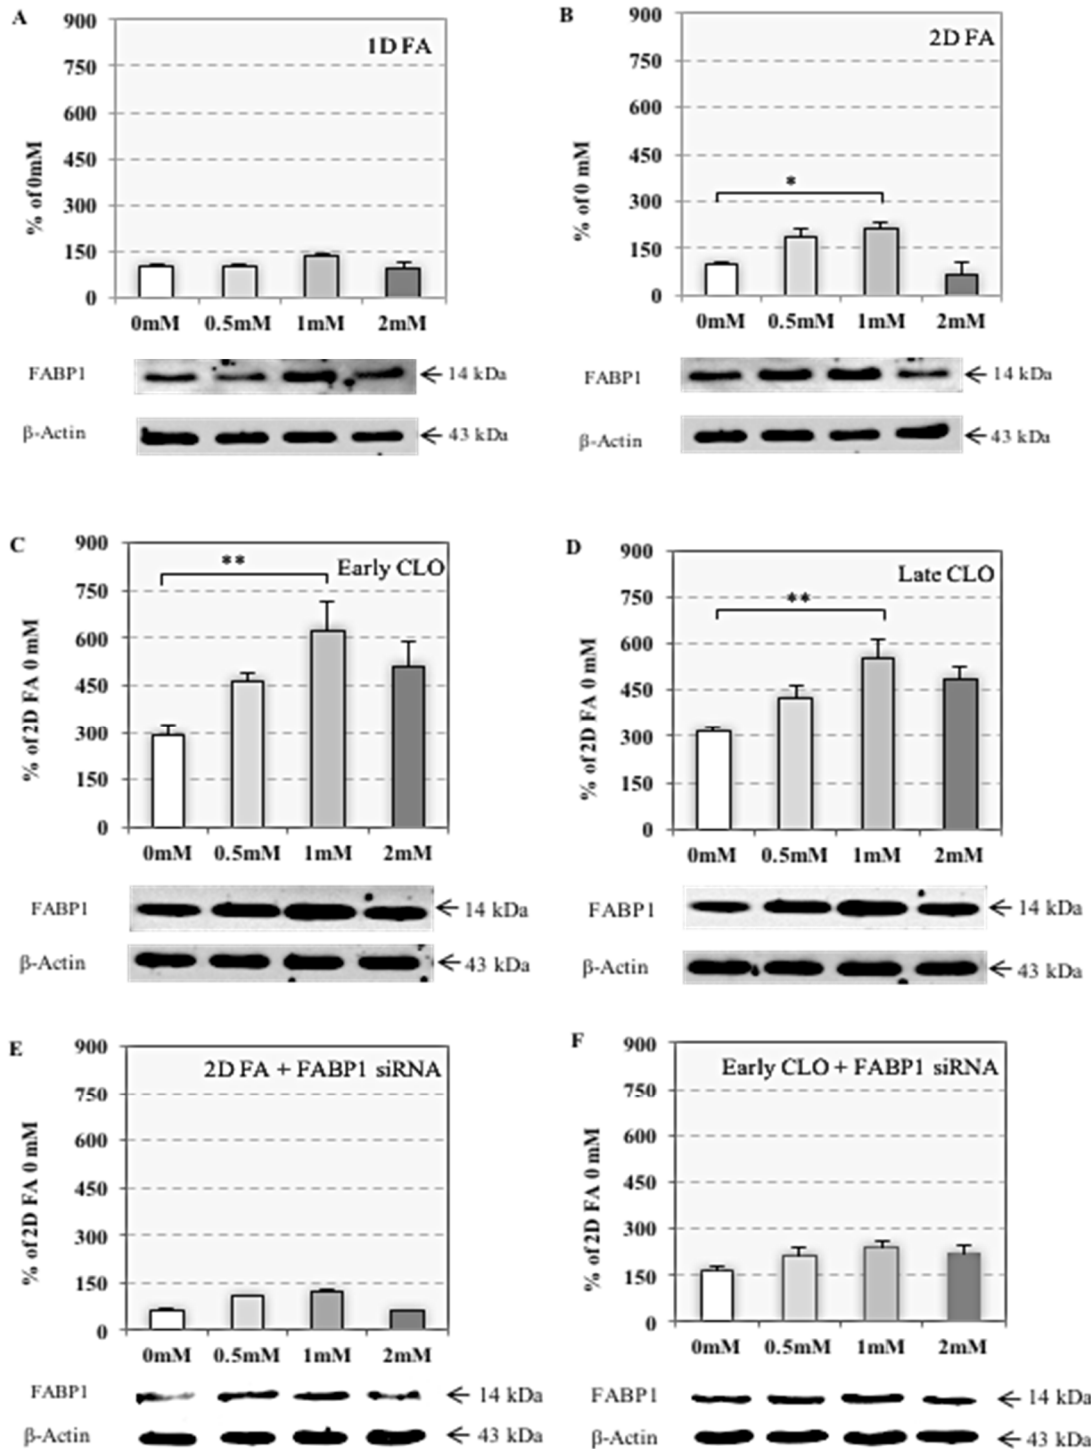 A
900
750
600
450
300
150
0
% of 0mM
1D FA
0mM 0.5mM 1mM 2mM
FABP1
14 kDa
β-Actin
43 kDa
B
900
750
600
450
300
150
0
% of 0 mM
2D FA
*
0mM 0.5mM 1mM 2mM
FABP1
14 kDa
β-Actin
43 kDa
C
900
750
600
450
300
150
0
% of 2D FA 0 mM
Early CLO
**
0mM 0.5mM 1mM 2mM
FABP1
14 kDa
β-Actin
43 kDa
D
900
750
600
450
300
150
0
% of 2D FA 0 mM
Late CLO
**
0mM 0.5mM 1mM 2mM
FABP1
14 kDa
β-Actin
43 kDa
E
900
750
600
450
300
150
0
% of 2D FA 0 mM
2D FA + FABP1 siRNA
0mM 0.5mM 1mM 2mM
FABP1
14 kDa
β-Actin
43 kDa
F
900
750
600
450
300
150
0
% of 2D FA 0 mM
Early CLO + FABP1 siRNA
0mM 0.5mM 1mM 2mM
FABP1
14 kDa
β-Actin
43 kDa